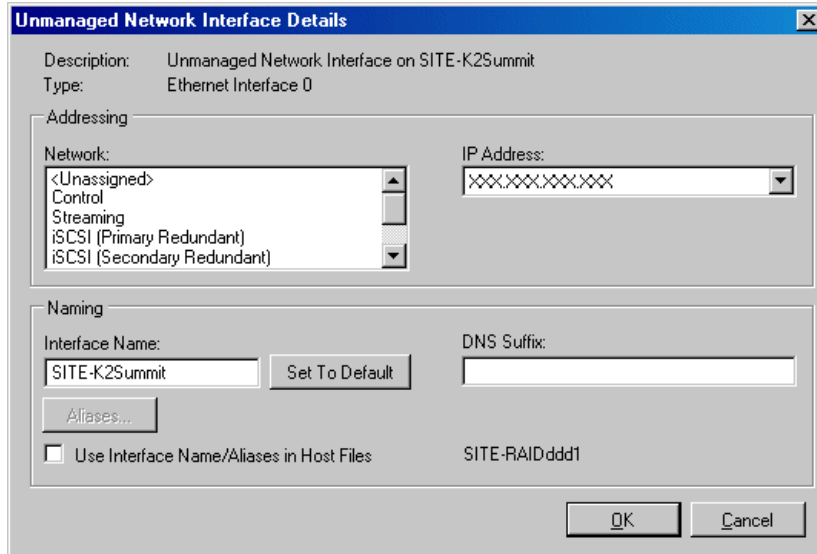 Unmanaged Network Interface Details
Description: Unmanaged Network Interface on SITE-K2Summit
Type: Ethernet Interface 0
Addressing
Network: IP Address:
<Unassigned> XXX.XXX.XXX.XXX
Control
Streaming
iSCSI (Primary Redundant)
iSCSI (Secondary Redundant)
Naming
Interface Name: DNS Suffix:
SITE-K2Summit Set To Default
Aliases...
Use Interface Name/Aliases in Host Files SITE-RAIDddd1
OK Cancel